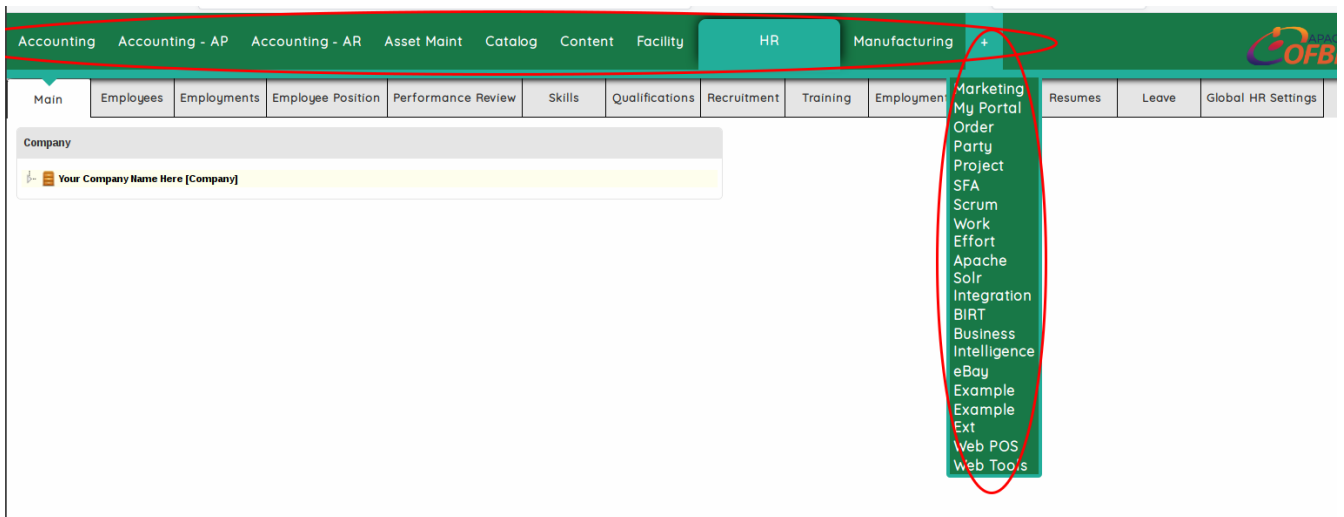 Accounting Accounting - AP Accounting - AR Asset Maint Catalog Content Facility HR Manufacturing +
OFB
Main Employees Employments Employee Position Performance Review Skills Qualifications Recruitment Training Employment Resumes Leave Global HR Settings
Marketing
My Portal
Order
Party
Project
SFA
Scrum
Work
Effort
Apache
Solr
Integration
BIRT
Business
Intelligence
eBay
Example
Example
Ext
Web POS
Web Tools
Company
Your Company Name Here [Company]